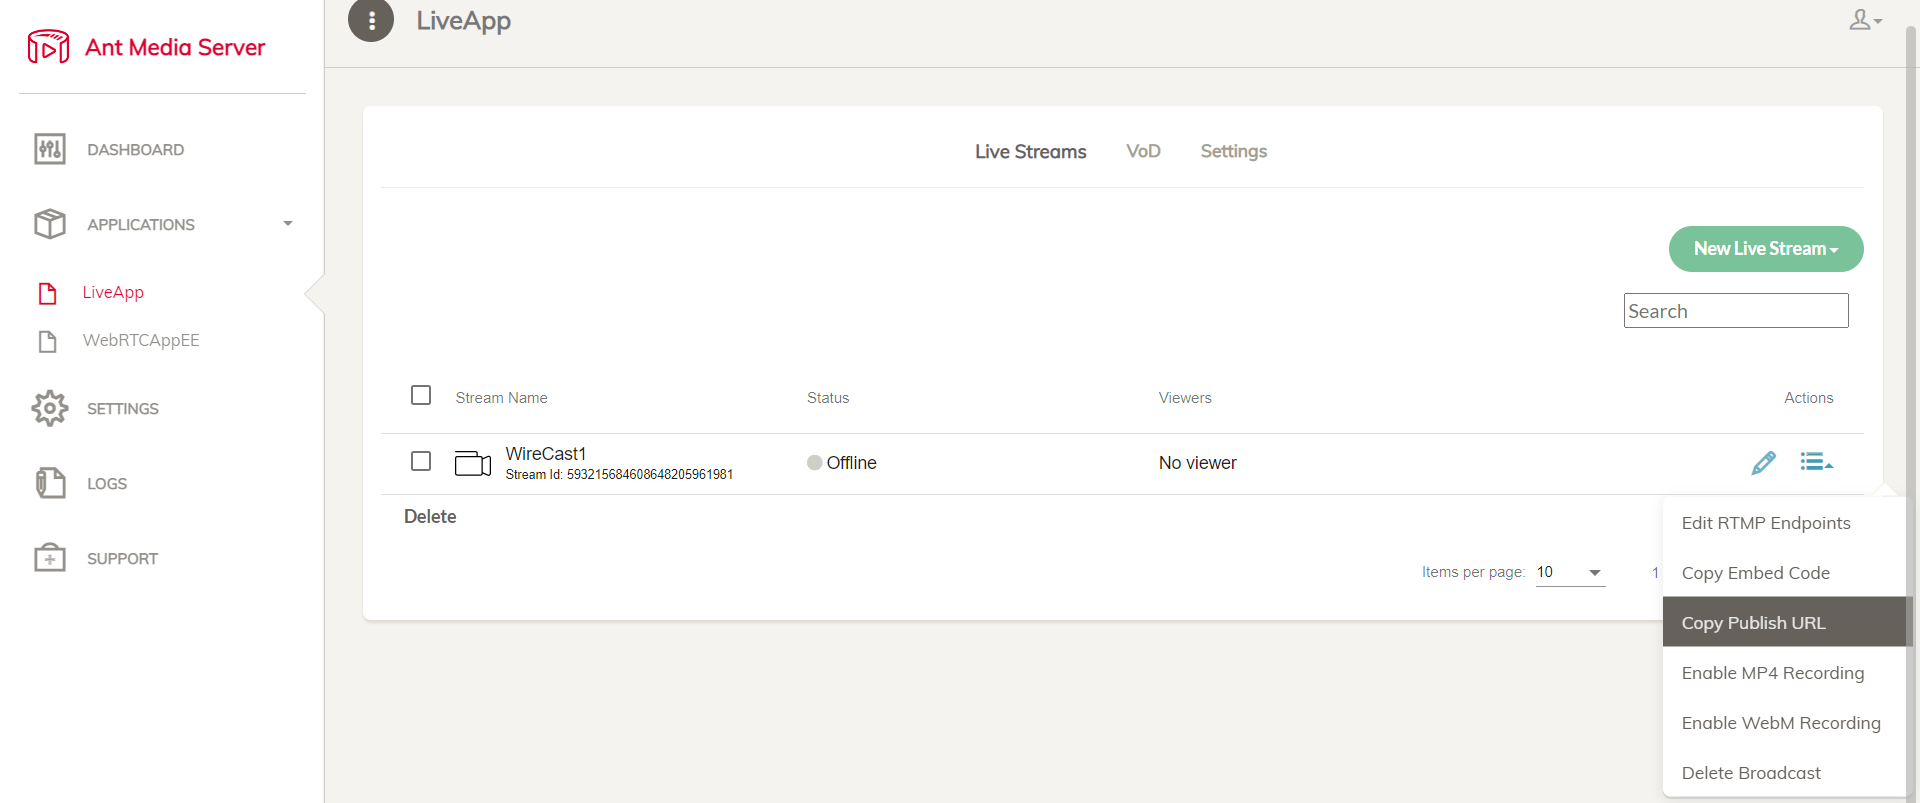 Ant Media Server
LiveApp
DASHBOARD
APPLICATIONS
LiveApp
WebRTCAppEE
SETTINGS
LOGS
SUPPORT
Live Streams VoD Settings
New Live Stream
Search
Stream Name Status Viewers Actions
WireCast1
Stream Id: 593215684608648205961981
Offline
No viewer
Delete
Items per page: 10 1
Edit RTMP Endpoints
Copy Embed Code
Copy Publish URL
Enable MP4 Recording
Enable WebM Recording
Delete Broadcast